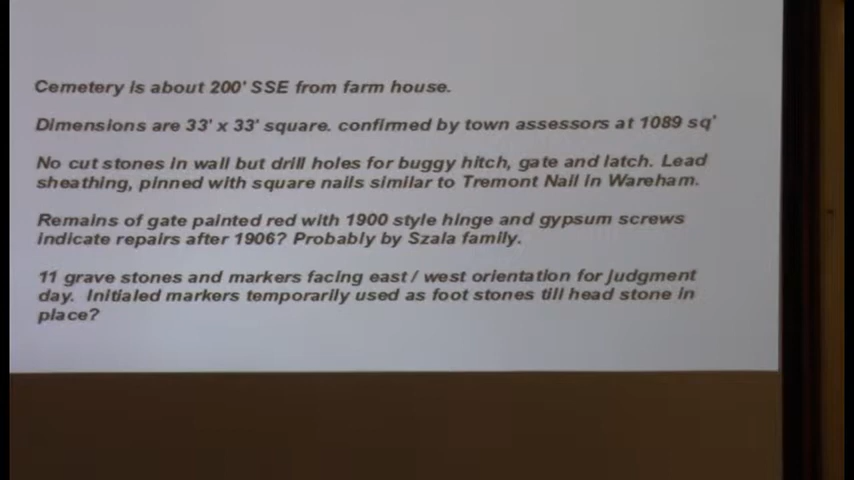 Cemetery is about 200' SSE from farm house.
Dimensions are 33' x 33' square. confirmed by town assessors at 1089 sq'
No cut stones in wall but drill holes for buggy hitch, gate and latch. Lead
sheathing, pinned with square nails similar to Tremont Nail in Wareham.
Remains of gate painted red with 1900 style hinge and gypsum screws
indicate repairs after 1906? Probably by Szala family.
11 grave stones and markers facing east / west orientation for judgment
day. Initialed markers temporarily used as foot stones till head stone in
place?